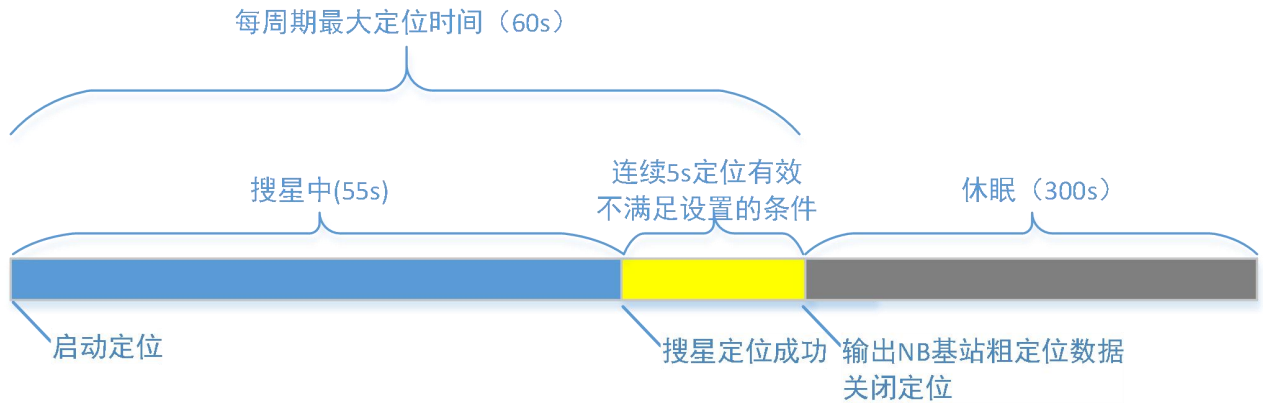 每周期最大定位时间（60s）
搜星中(55s)
连续5s定位有效
不满足设置的条件
休眠（300s）
启动定位
搜星定位成功
输出NB基站粗定位数据
关闭定位